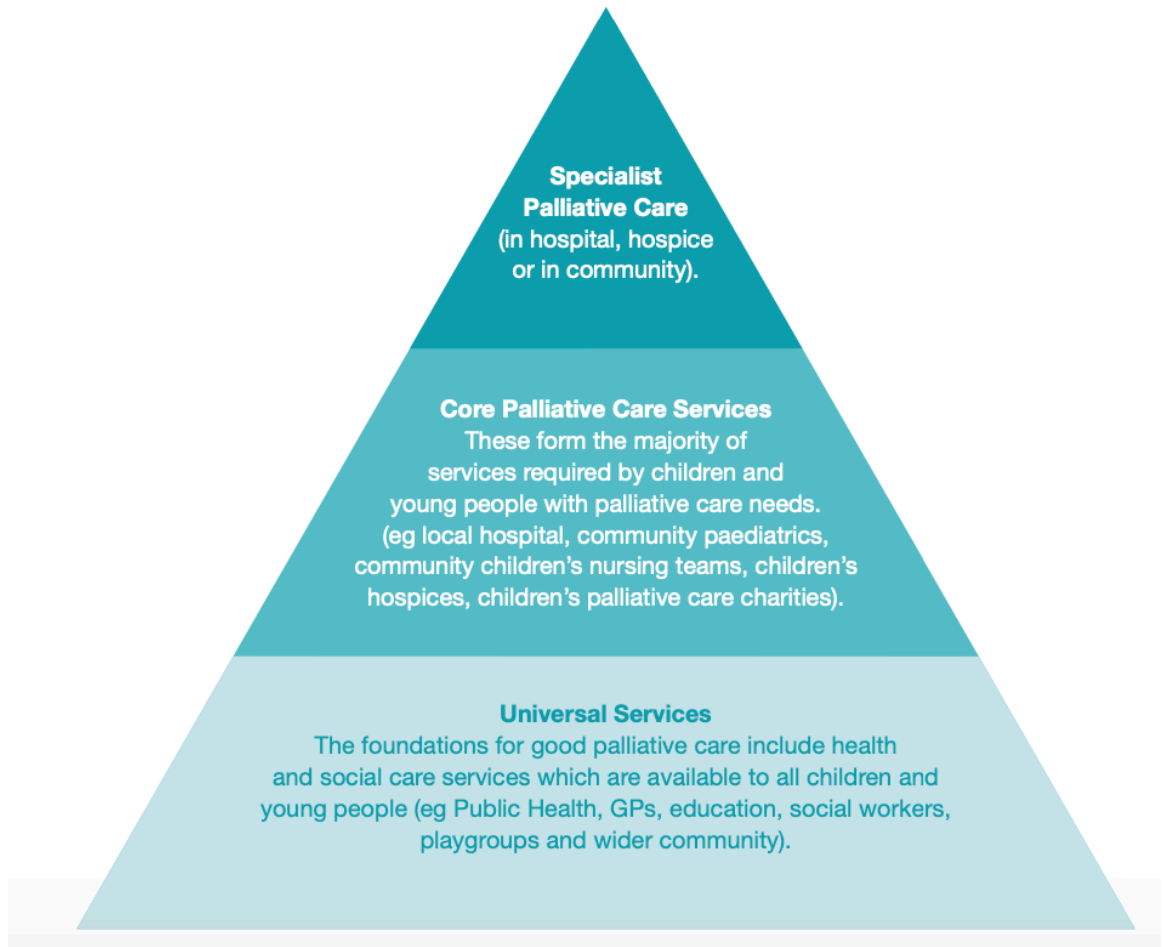 Specialist
Palliative Care
(in hospital, hospice
or in community).
Core Palliative Care Services
These form the majority of
services required by children and
young people with palliative care needs.
(eg local hospital, community paediatrics,
community children’s nursing teams, children’s
hospices, children’s palliative care charities).
Universal Services
The foundations for good palliative care include health
and social care services which are available to all children and
young people (eg Public Health, GPs, education, social workers,
playgroups and wider community).